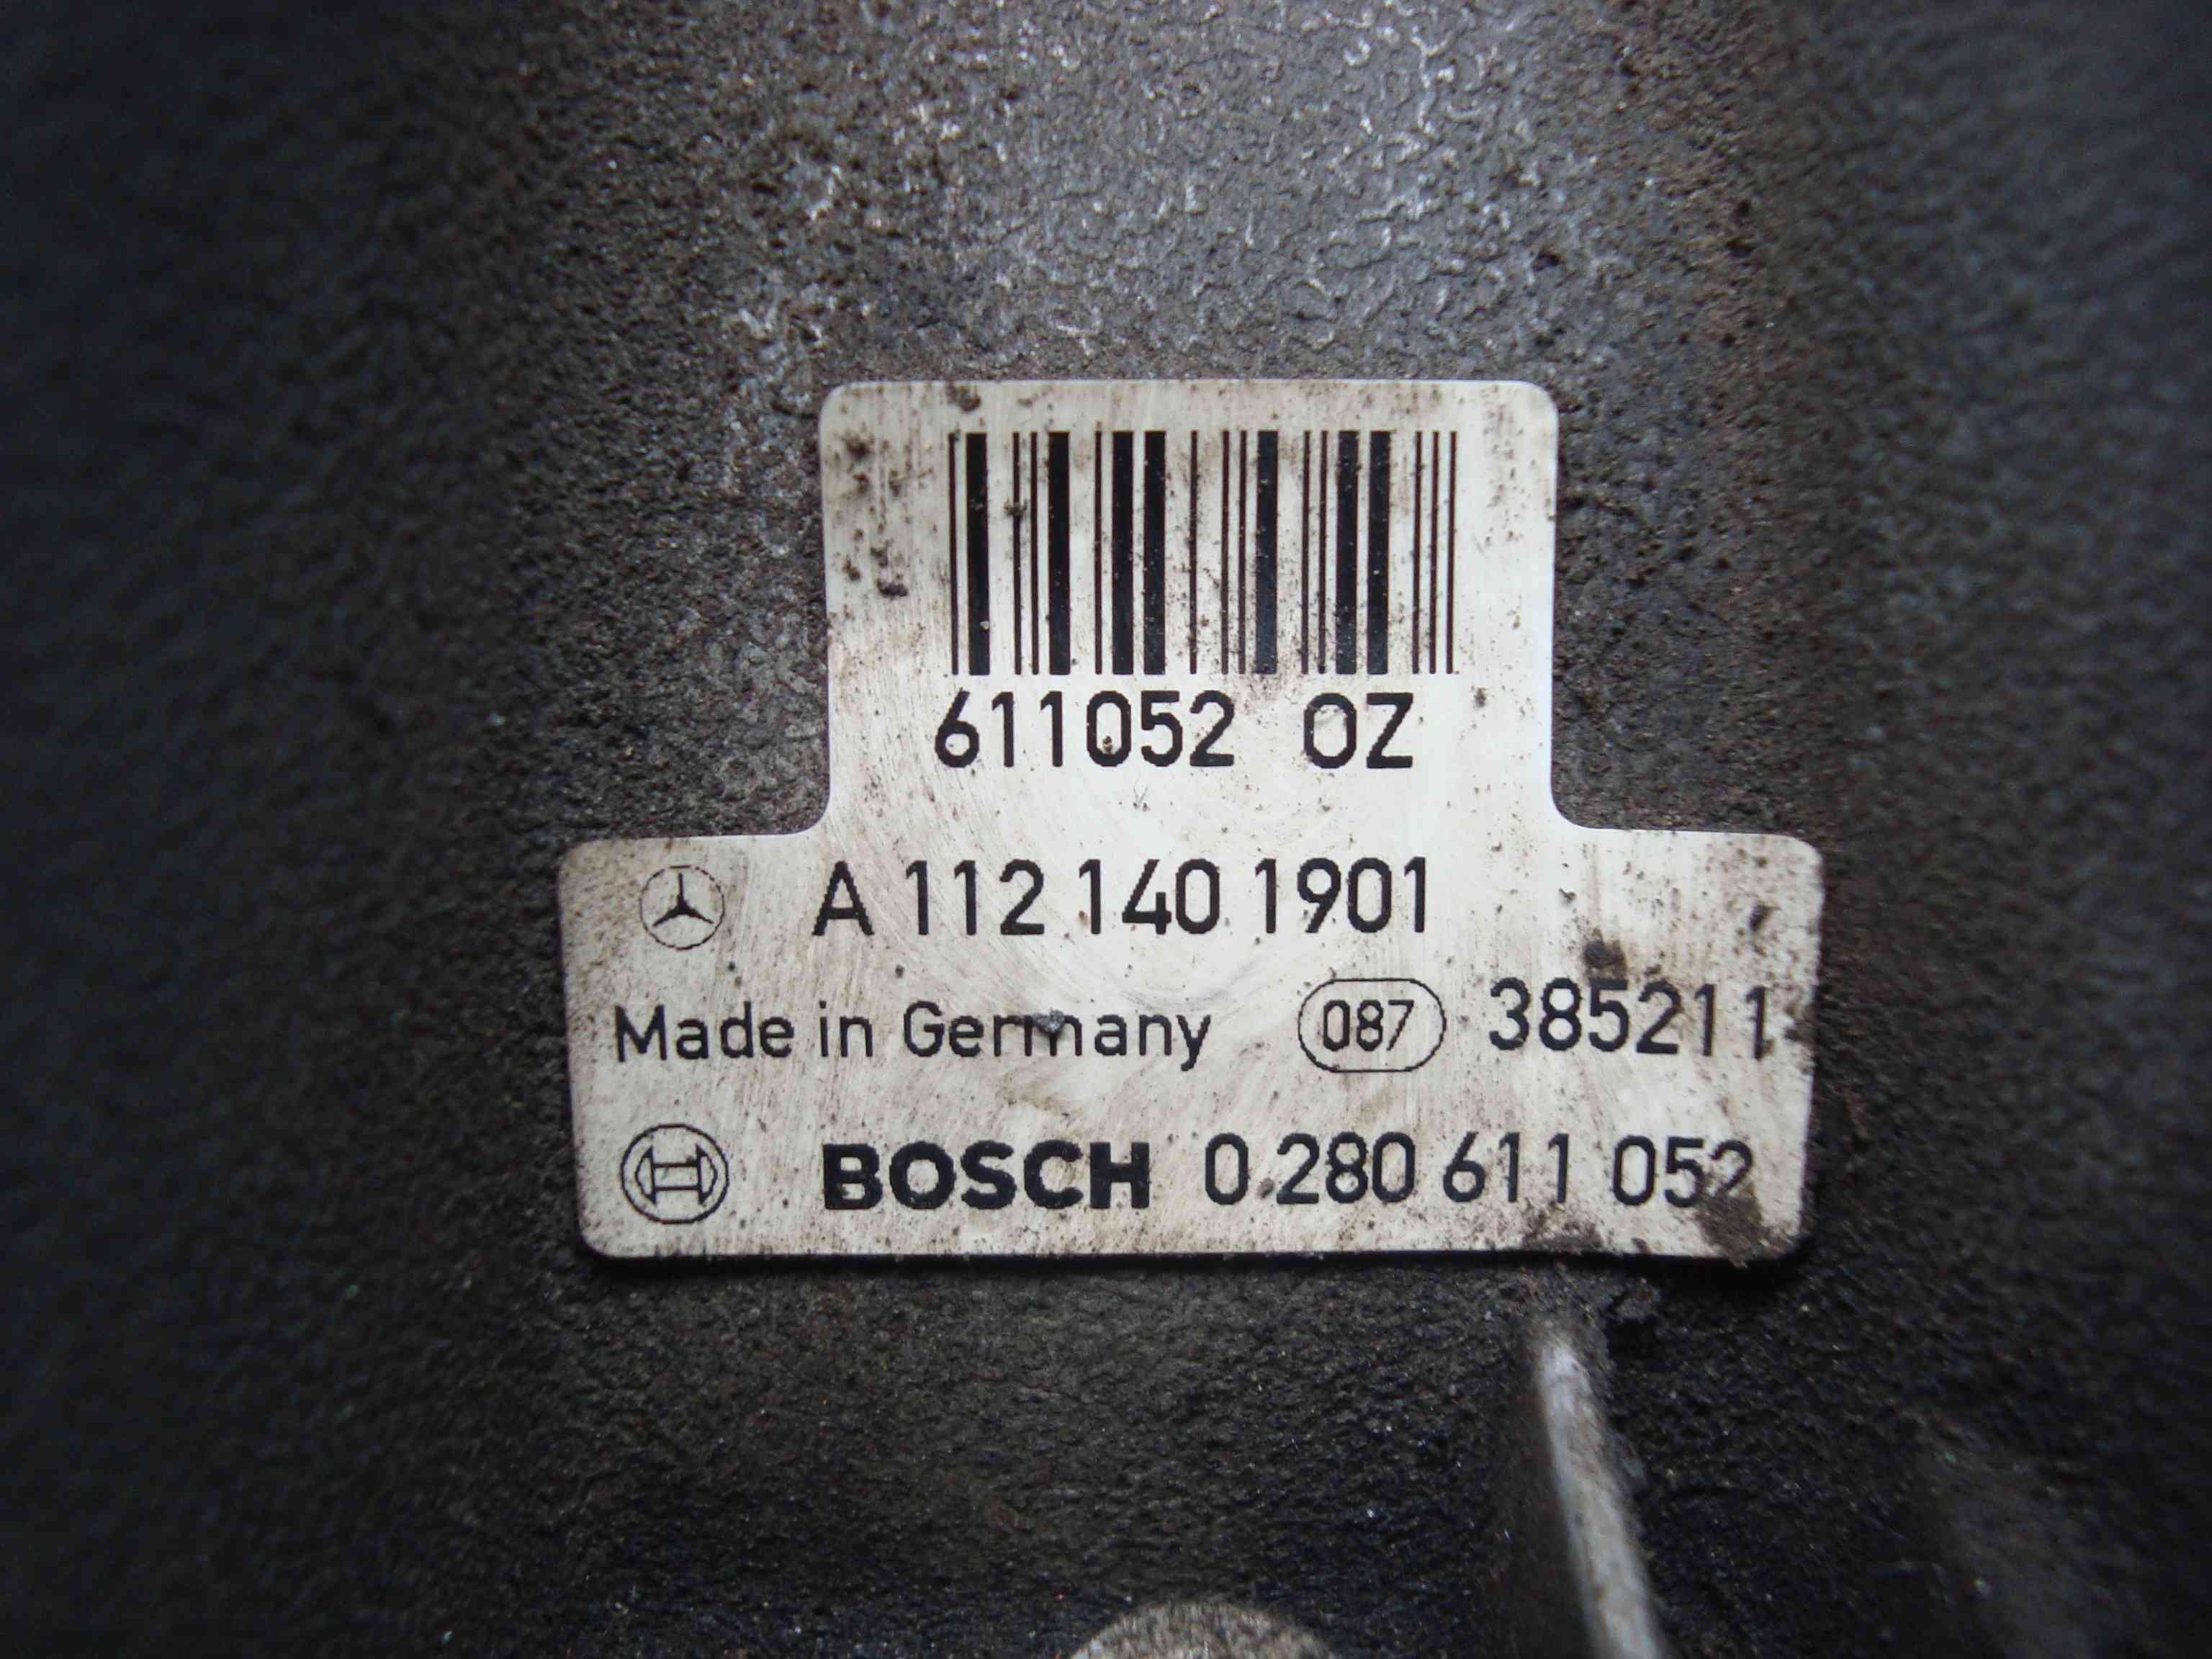 611052 OZ
A 112 140 1901
Made in Germany 087 385211
BOSCH 0 280 611 052